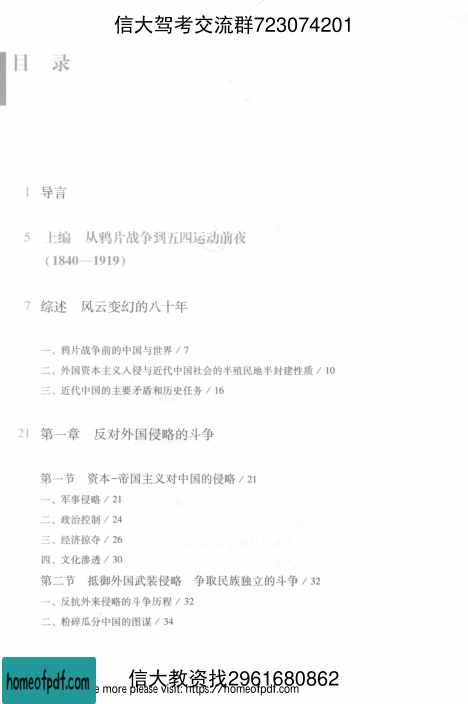 信大驾考交流群723074201
目 录
1 导言
5 上编 从鸦片战争到五四运动前夜
(1840—1919)
7 综述 风云变幻的八十年
一、鸦片战争前的中国与世界 / 7
二、外国资本主义入侵与近代中国社会的半殖民地半封建性质 / 10
三、近代中国的主要矛盾和历史任务 / 16
21 第一章 反对外国侵略的斗争
第一节 资本-帝国主义对中国的侵略 / 21
一、军事侵略 / 21
二、政治控制 / 24
三、经济掠夺 / 26
四、文化渗透 / 30
第二节 抵御外国武装侵略 争取民族独立的斗争 / 32
一、反抗外来侵略的斗争历程 / 32
二、粉碎瓜分中国的图谋 / 34
信大教资找2961680862
homeofpdf.com
e more please visit: https://homeofpdf.com